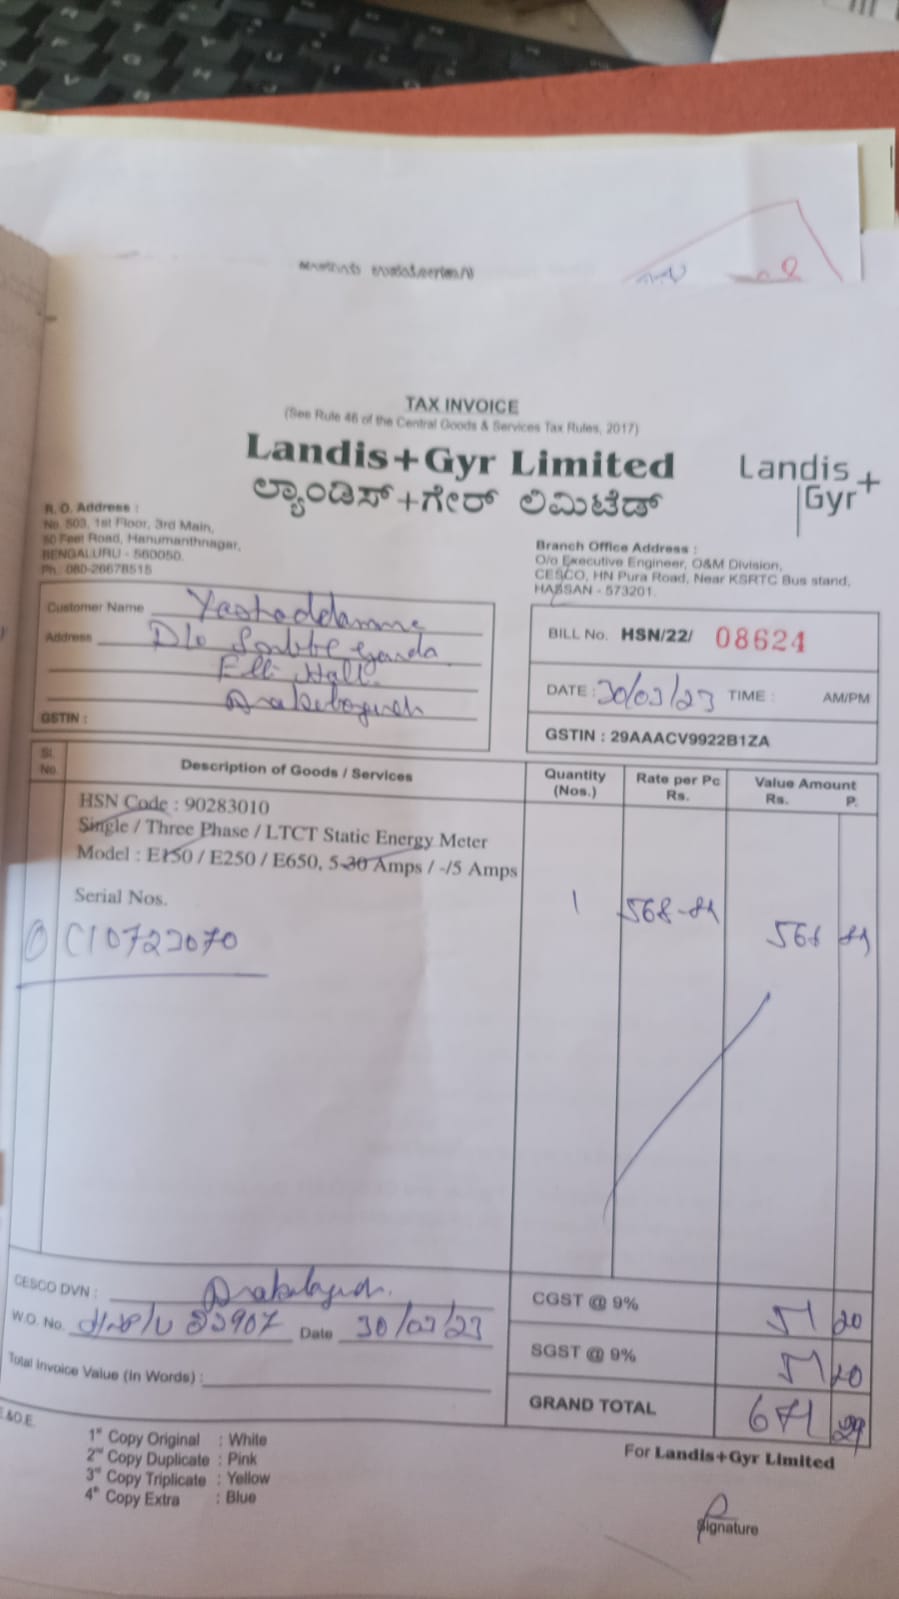 TAX INVOICE
(See Rule 46 of the Central Goods & Services Tax Rules, 2017)
Landis+Gyr Limited
ಲ್ಯಾಂಡಿಸ್+ಗೇರ್ ಲಿಮಿಟೆಡ್
Landis+
Gyr
R.O. Address :
No. 503, 1st Floor, 3rd Main,
50 Feet Road, Hanumanthnagar,
BENGALURU - 560050.
Ph : 080-26678515
Branch Office Address :
O/o Executive Engineer, O&M Division,
CESCO, HN Pura Road, Near KSRTC Bus stand,
HASSAN - 573201.
Customer Name Yashoddamma
Address D/o
GSTIN :
BILL No. HSN/22/ 08624
DATE : 30/03/23 TIME : AM/PM
GSTIN : 29AAACV9922B1ZA
Sl. No. Description of Goods / Services Quantity (Nos.) Rate per Pc Rs. Value Amount Rs. P.
HSN Code : 90283010
Single / Three Phase / LTCT Static Energy Meter
Model : E150 / E250 / E650, 5-30 Amps / -/5 Amps
Serial Nos.
1 568-89
C10723070
568 89
CESCO DVN :
W.O. No. Date 30/03/23
Total Invoice Value (In Words) :
CGST @ 9% 51 20
SGST @ 9% 51 20
GRAND TOTAL 671 29
E.&O.E.
1st Copy Original : White
2nd Copy Duplicate : Pink
3rd Copy Triplicate : Yellow
4th Copy Extra : Blue
For Landis+Gyr Limited
Signature